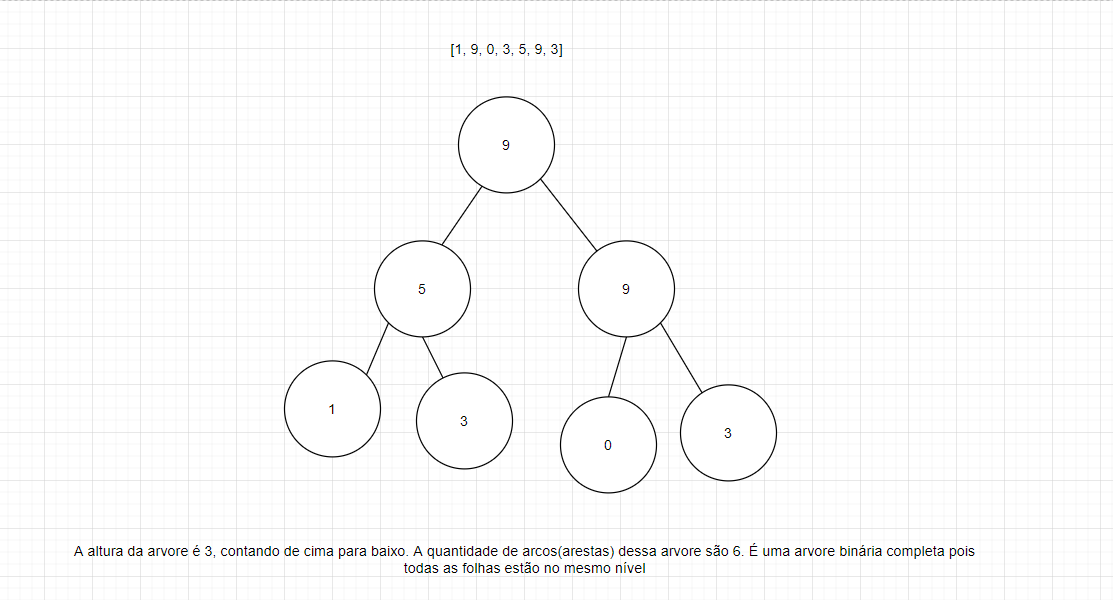 [1, 9, 0, 3, 5, 9, 3]
9
5
9
1
3
0
3
A altura da arvore é 3, contando de cima para baixo. A quantidade de arcos(arestas) dessa arvore são 6. É uma arvore binária completa pois
todas as folhas estão no mesmo nível